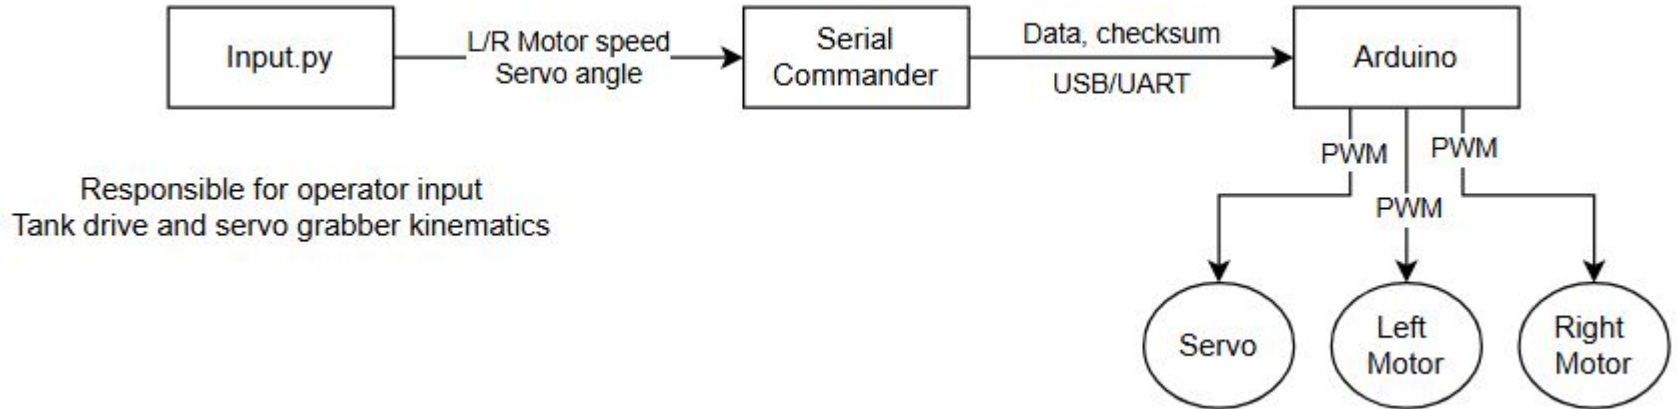 Input.py
L/R Motor speed
Servo angle
Serial
Commander
Data, checksum
USB/UART
Arduino
Responsible for operator input
Tank drive and servo grabber kinematics
PWM
PWM
PWM
Servo
Left
Motor
Right
Motor